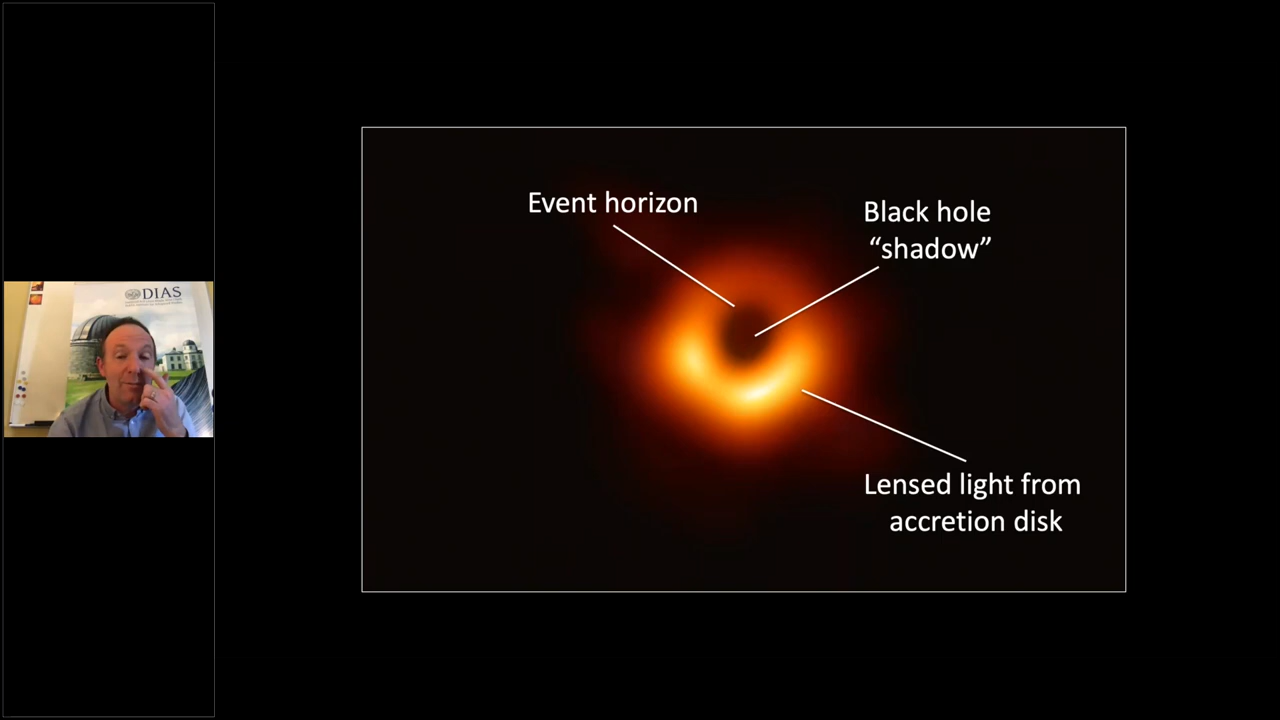 DIAS
Event horizon
Black hole
“shadow”
Lensed light from
accretion disk